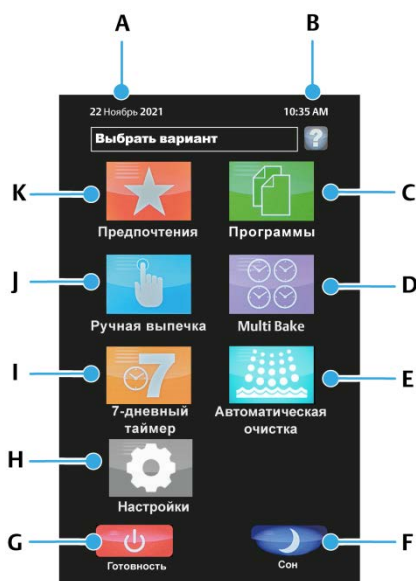 A B
22 Ноябрь 2021 10:35 AM
Выбрать вариант ?
K C
Предпочтения Программы
J D
Ручная выпечка Multi Bake
I 7 E
7-дневный Автоматическая
таймер очистка
H
Настройки
G F
Готовность Сон